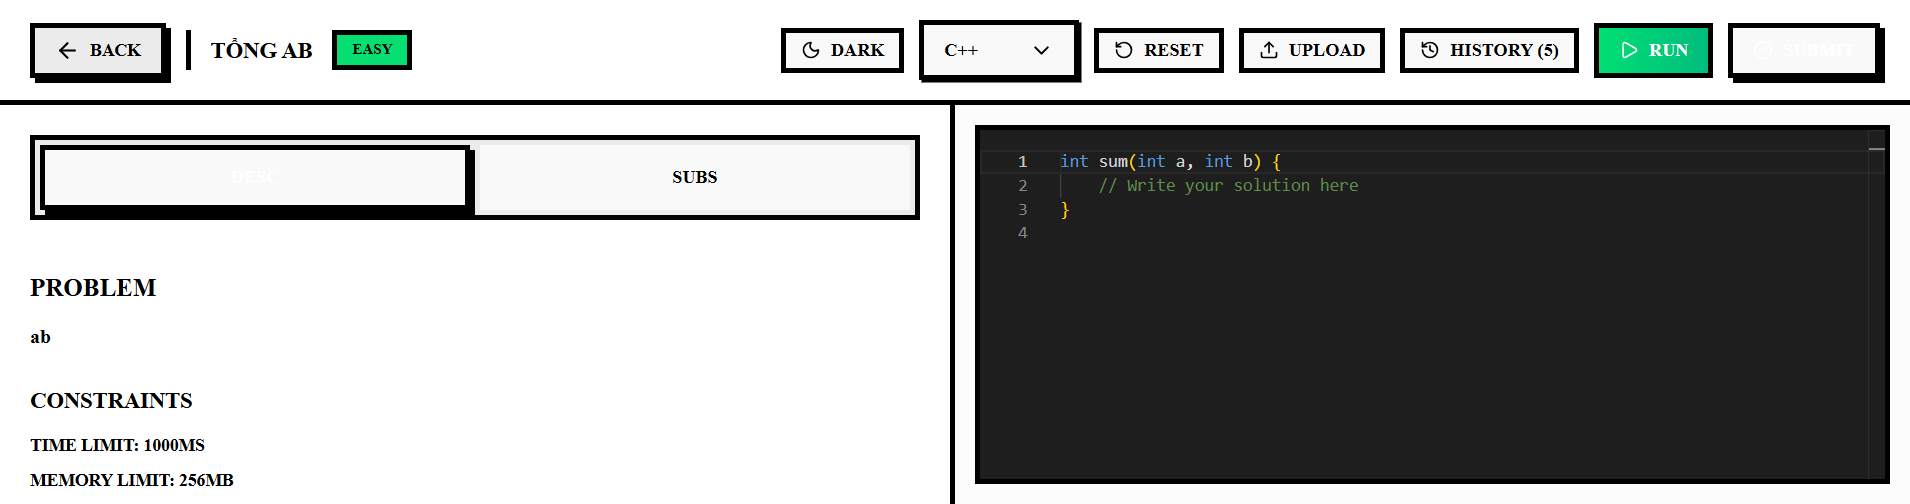 BACK
TỔNG AB
EASY
DARK
C++
RESET
UPLOAD
HISTORY (5)
RUN
SUBMIT
DESC
SUBS
PROBLEM
ab
CONSTRAINTS
TIME LIMIT: 1000MS
MEMORY LIMIT: 256MB
1 int sum(int a, int b) {
2     // Write your solution here
3 }
4